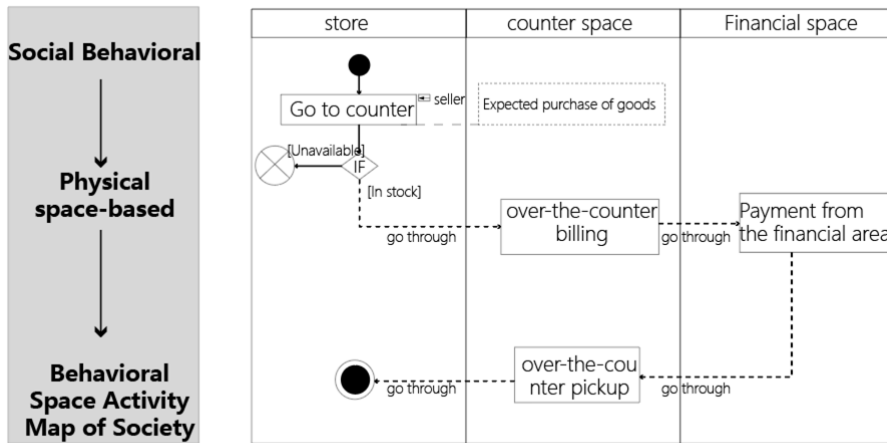 Social Behavioral
Physical
space-based
Behavioral
Space Activity
Map of Society
store
counter space
Financial space
Go to counter
seller
Expected purchase of goods
[Unavailable]
IF
[In stock]
go through
over-the-counter
billing
go through
Payment from
the financial area
over-the-cou
nter pickup
go through
go through